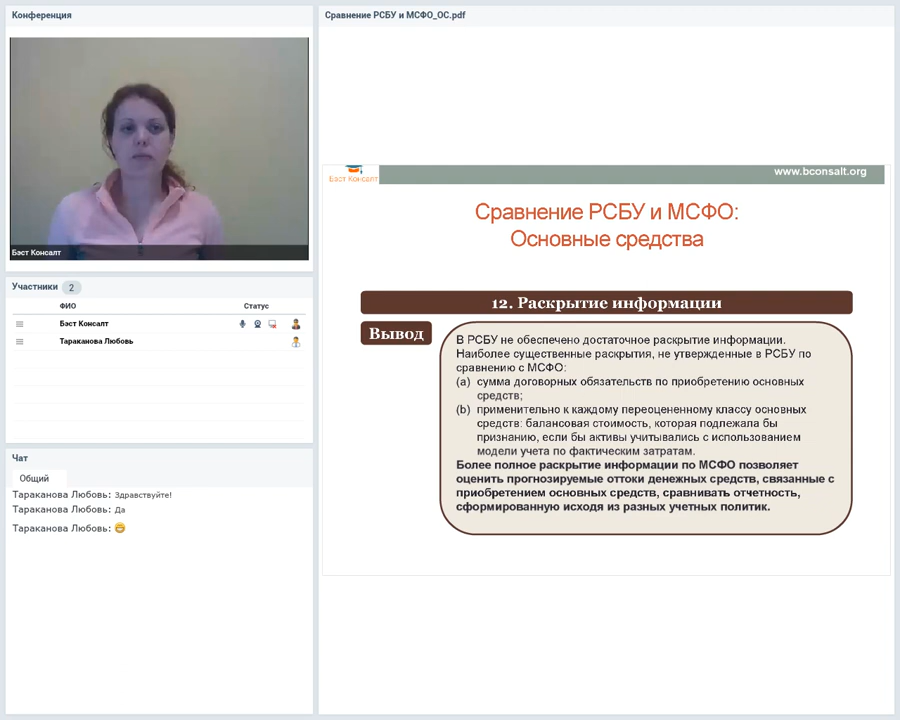 Конференция
Бэст Консалт
Участники 2
ФИО Статус
Бэст Консалт
Тараканова Любовь
Чат
Общий
Тараканова Любовь: Здравствуйте!
Тараканова Любовь: Да
Тараканова Любовь:
Сравнение РСБУ и МСФО_ОС.pdf
Бэст Консалт
www.bconsalt.org
Сравнение РСБУ и МСФО:
Основные средства
12. Раскрытие информации
Вывод
В РСБУ не обеспечено достаточное раскрытие информации.
Наиболее существенные раскрытия, не утвержденные в РСБУ по
сравнению с МСФО:
(a) сумма договорных обязательств по приобретению основных
средств;
(b) применительно к каждому переоцененному классу основных
средств: балансовая стоимость, которая подлежала бы
признанию, если бы активы учитывались с использованием
модели учета по фактическим затратам.
Более полное раскрытие информации по МСФО позволяет
оценить прогнозируемые оттоки денежных средств, связанные с
приобретением основных средств, сравнивать отчетность,
сформированную исходя из разных учетных политик.